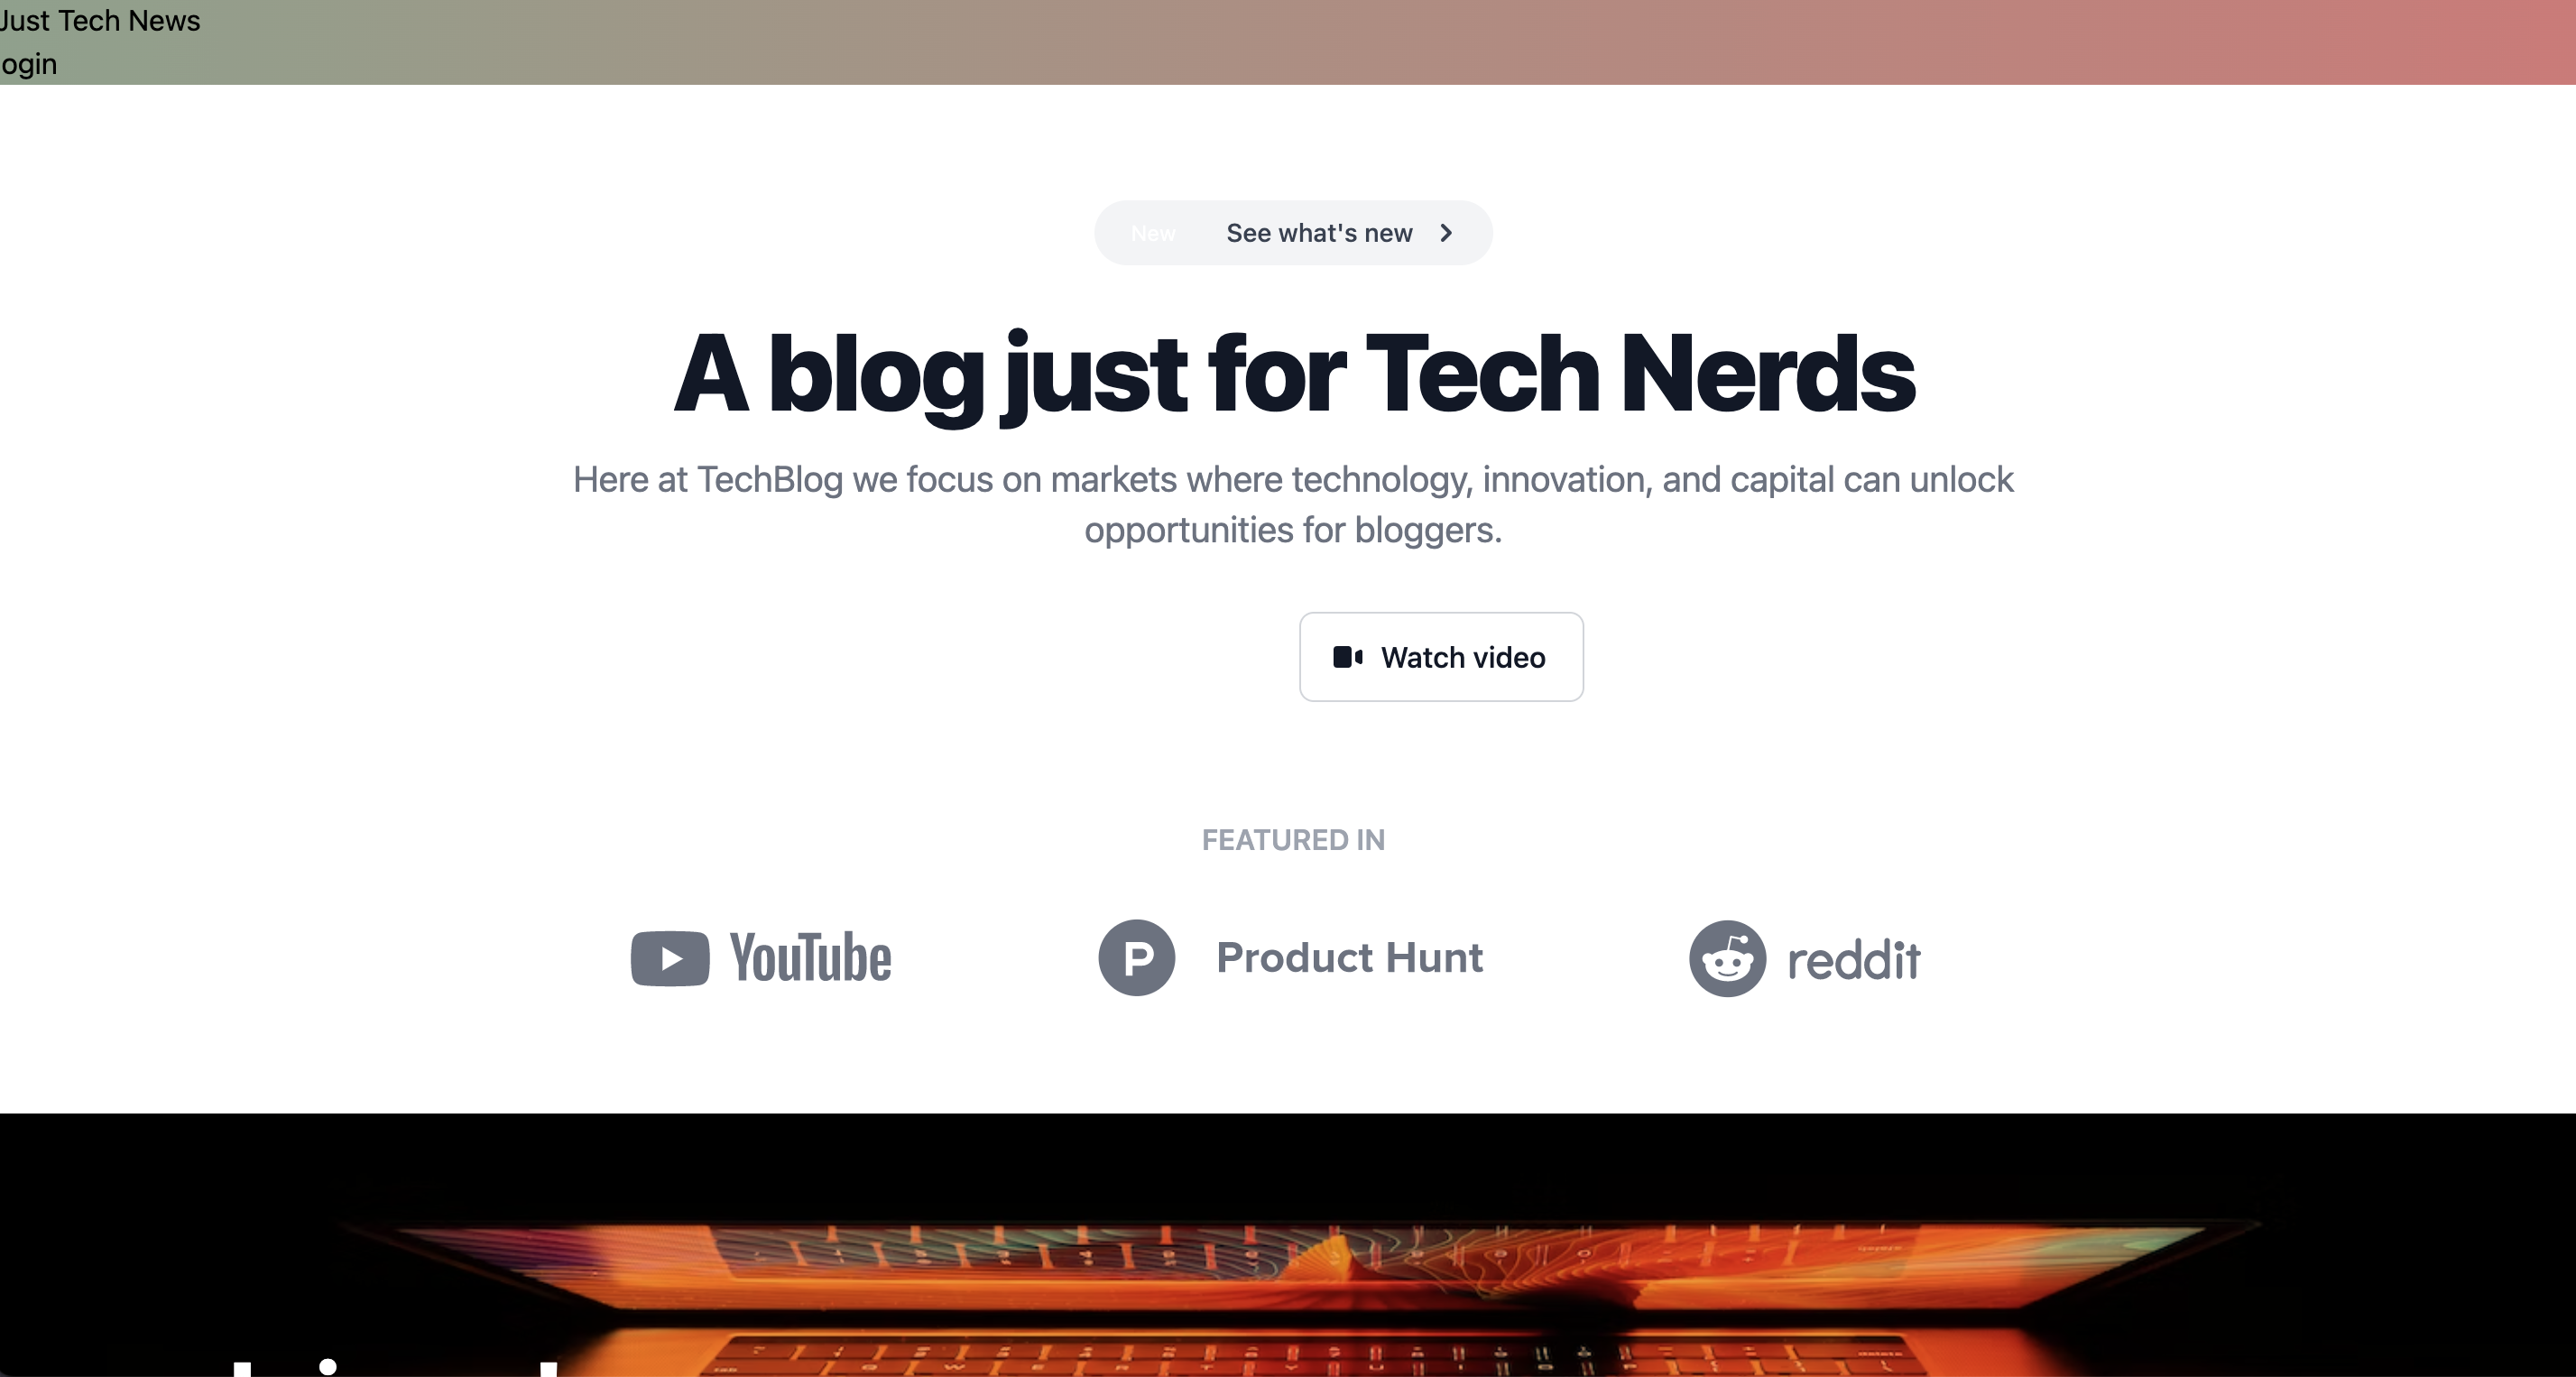 Just Tech News
ogin
New See what's new
A blog just for Tech Nerds
Here at TechBlog we focus on markets where technology, innovation, and capital can unlock
opportunities for bloggers.
Watch video
FEATURED IN
YouTube P Product Hunt reddit